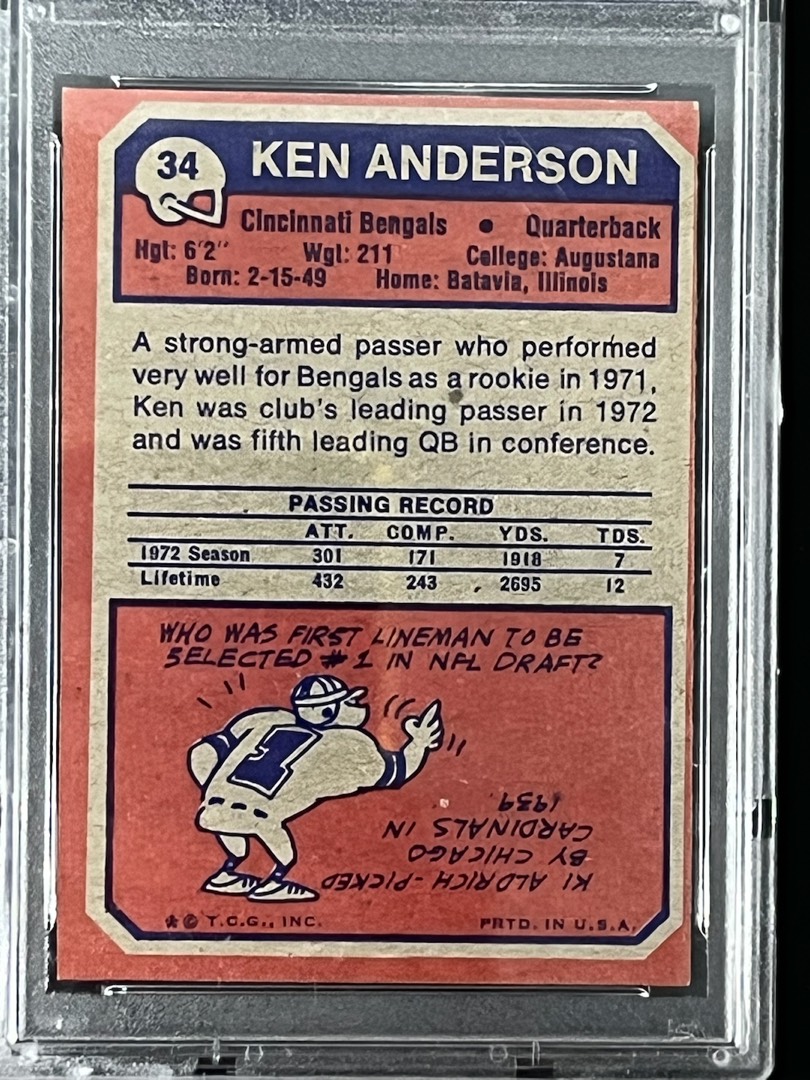 34
KEN ANDERSON
Cincinnati Bengals • Quarterback
Hgt: 6'2" Wgt: 211 College: Augustana
Born: 2-15-49 Home: Batavia, Illinois
A strong-armed passer who performed
very well for Bengals as a rookie in 1971,
Ken was club's leading passer in 1972
and was fifth leading QB in conference.
PASSING RECORD
ATT. COMP. YDS. TDS.
1972 Season 301 171 1918 7
Lifetime 432 243 2695 12
WHO WAS FIRST LINEMAN TO BE
SELECTED #1 IN NFL DRAFT?
1
KI ALDRICH-PICKED
BY CHICAGO
CARDINALS IN
1939.
★ © T.C.G., INC. PRTD. IN U.S.A.